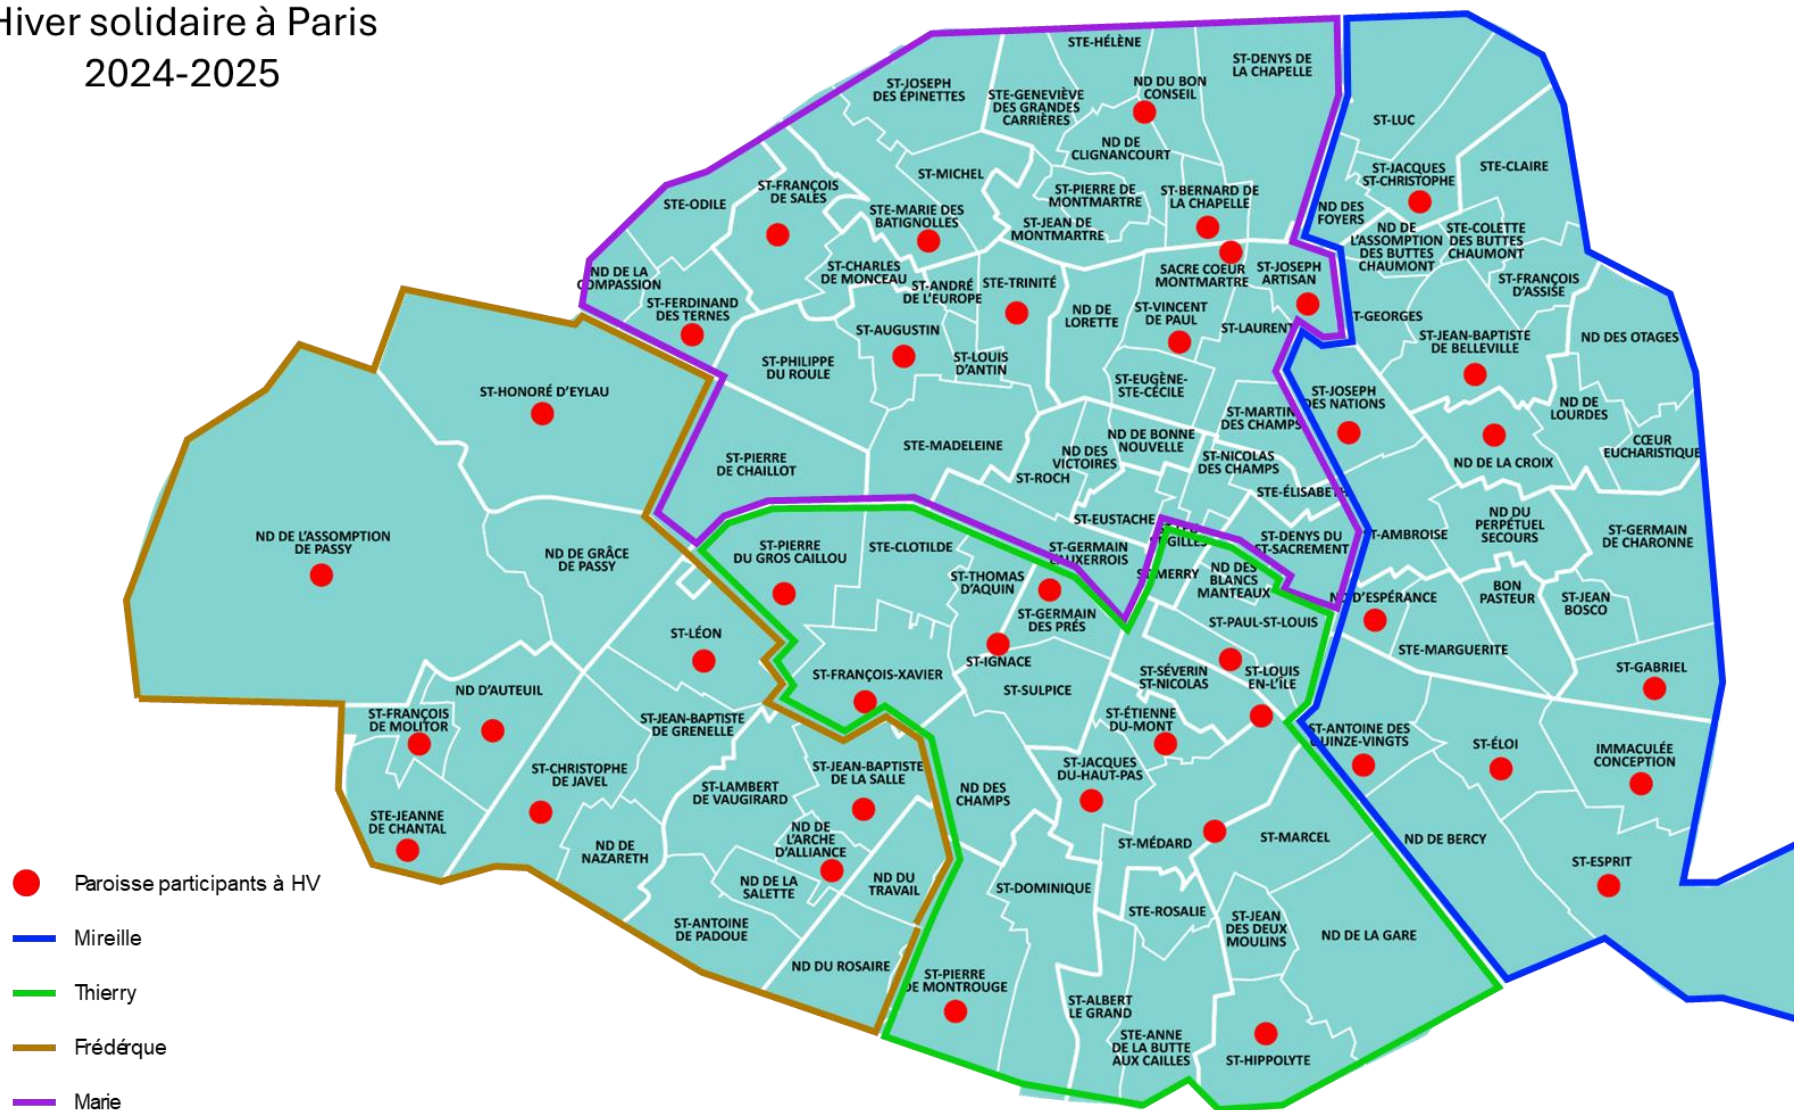 Hiver solidaire à Paris
2024-2025
STE-HÉLÈNE
ST-DENYS DE
LA CHAPELLE
ST-JOSEPH
DES ÉPINETTES
STE-GENEVIÈVE
DES GRANDES
CARRIÈRES
ND DU BON
CONSEIL
ST-LUC
ND DE
CLIGNANCOURT
ST-MICHEL
ST-JACQUES
ST-CHRISTOPHE
STE-CLAIRE
ST-FRANÇOIS
DE SALES
STE-ODILE
ST-PIERRE DE
MONTMARTRE
ST-BERNARD DE
LA CHAPELLE
STE-MARIE DES
BATIGNOLLES
ST-JEAN DE
MONTMARTRE
ND DES
FOYERS
ND DE
L'ASSOMPTION
DES BUTTES
CHAUMONT
STE-COLETTE
DES BUTTES
CHAUMONT
ND DE LA
COMPASSION
ST-CHARLES
DE MONCEAU
ST-ANDRÉ
DE L'EUROPE
STE-TRINITÉ
SACRE COEUR
MONTMARTRE
ST-JOSEPH
ARTISAN
ST-FRANÇOIS
D'ASSISE
ST-FERDINAND
DES TERNES
ST-AUGUSTIN
ND DE
LORETTE
ST-VINCENT
DE PAUL
ST-LAURENT
ST-GEORGES
ST-JEAN-BAPTISTE
DE BELLEVILLE
ND DES OTAGES
ST-PHILIPPE
DU ROULE
ST-LOUIS
D'ANTIN
ST-HONORÉ D'EYLAU
ST-EUGÈNE-
STE-CÉCILE
ST-JOSEPH
DES NATIONS
ND DE
LOURDES
ST-MARTIN
DES CHAMPS
STE-MADELEINE
ND DE BONNE
NOUVELLE
CŒUR
EUCHARISTIQUE
ST-PIERRE
DE CHAILLOT
ND DES
VICTOIRES
ST-NICOLAS
DES CHAMPS
ND DE LA CROIX
ST-ROCH
STE-ÉLISABETH
ST-EUSTACHE
ND DU
PERPÉTUEL
SECOURS
ND DE L'ASSOMPTION
DE PASSY
ND DE GRÂCE
DE PASSY
ST-PIERRE
DU GROS CAILLOU
STE-CLOTILDE
ST-GERMAIN
L'AUXERROIS
ST-LEU
ST-GILLES
ST-DENYS DU
ST-SACREMENT
ST-AMBROISE
ST-GERMAIN
DE CHARONNE
ST-THOMAS
D'AQUIN
ST-MERRY
ND DES
BLANCS
MANTEAUX
ND D'ESPÉRANCE
BON
PASTEUR
ST-JEAN
BOSCO
ST-GERMAIN
DES PRÉS
ST-PAUL-ST-LOUIS
ST-LÉON
STE-MARGUERITE
ST-IGNACE
ST-FRANÇOIS-XAVIER
ST-GABRIEL
ND D'AUTEUIL
ST-SULPICE
ST-SÉVERIN
ST-NICOLAS
ST-LOUIS
EN-L'ÎLE
ST-FRANÇOIS
DE MOLITOR
ST-JEAN-BAPTISTE
DE GRENELLE
ST-ÉTIENNE
DU-MONT
ST-ANTOINE DES
QUINZE-VINGTS
ST-ÉLOI
IMMACULÉE
CONCEPTION
ST-CHRISTOPHE
DE JAVEL
ST-JEAN-BAPTISTE
DE LA SALLE
ST-JACQUES
DU-HAUT-PAS
ST-LAMBERT
DE VAUGIRARD
ND DES
CHAMPS
STE-JEANNE
DE CHANTAL
ND DE
L'ARCHE
D'ALLIANCE
ST-MÉDARD
ST-MARCEL
ND DE BERCY
ND DE
NAZARETH
ST-ESPRIT
Paroisse participants à HV
ND DE LA
SALETTE
ND DU
TRAVAIL
ST-DOMINIQUE
STE-ROSALIE
ST-JEAN
DES DEUX
MOULINS
ST-ANTOINE
DE PADOUE
Mireille
ND DE LA GARE
ND DU ROSAIRE
ST-PIERRE
DE MONTROUGE
Thierry
ST-ALBERT
LE GRAND
STE-ANNE
DE LA BUTTE
AUX CAILLES
Frédérque
ST-HIPPOLYTE
Marie